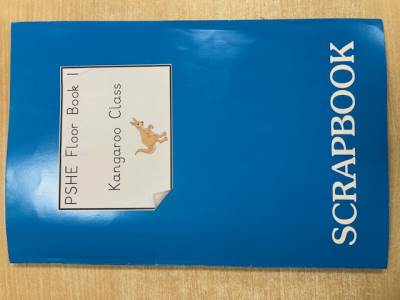 PSHE Floor Book 1
Kangaroo Class
SCRAPBOOK